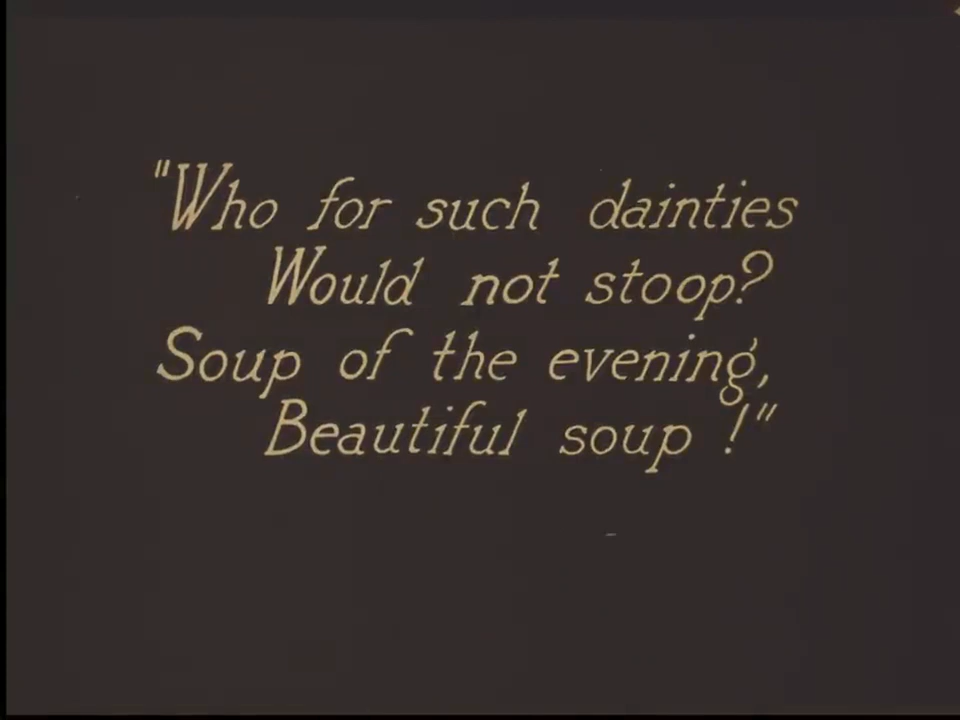 "Who for such dainties
Would not stoop?
Soup of the evening,
Beautiful soup !"